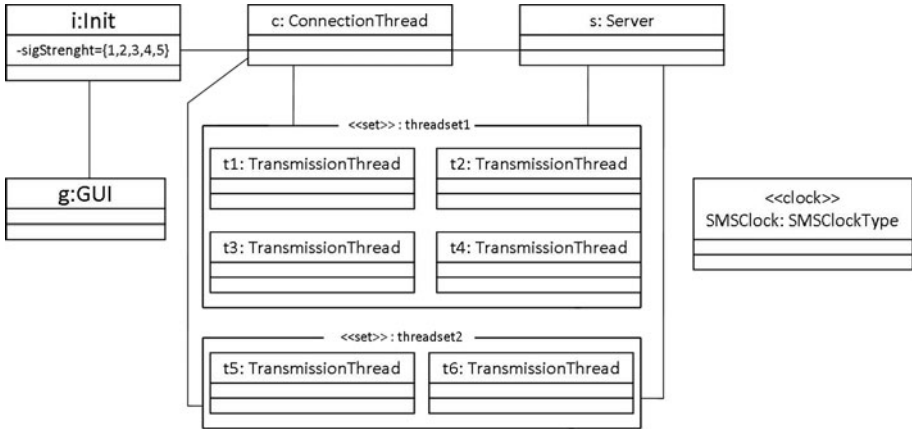 i:Init
-sigStrenght={1,2,3,4,5}
c: ConnectionThread
s: Server
<<set>> : threadset1
t1: TransmissionThread
t2: TransmissionThread
g:GUI
<<clock>>
SMSClock: SMSClockType
t3: TransmissionThread
t4: TransmissionThread
<<set>> : threadset2
t5: TransmissionThread
t6: TransmissionThread